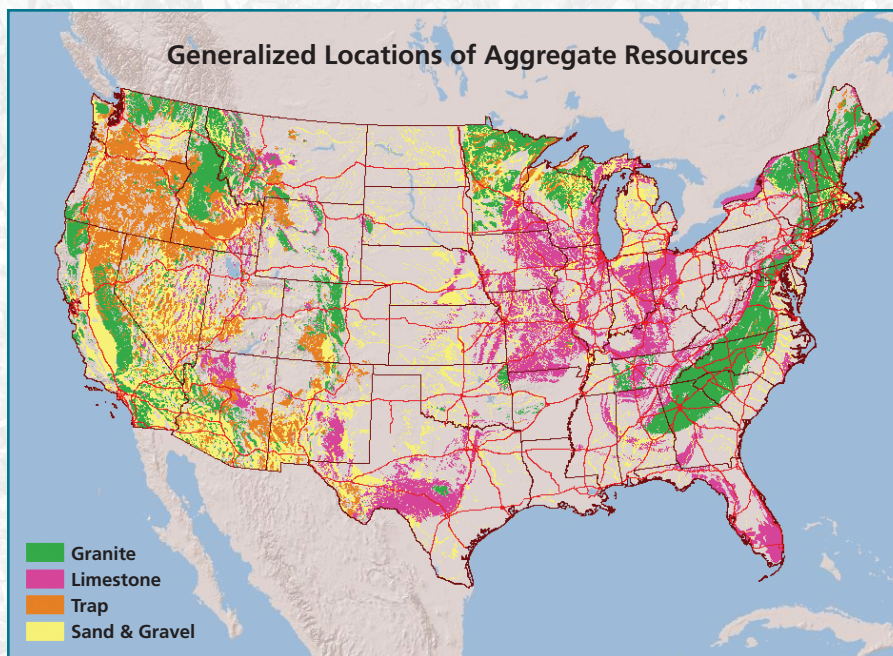 Generalized Locations of Aggregate Resources
Granite
Limestone
Trap
Sand & Gravel